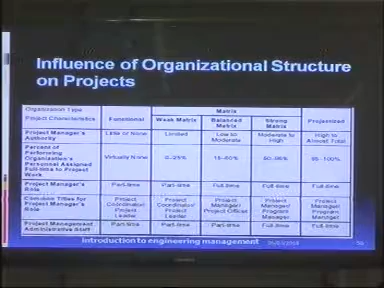 Influence of Organizational Structure
on Projects
Organization Type
Project Characteristics
Functional
Matrix
Weak Matrix
Balanced
Matrix
Strong
Matrix
Projectized
Project Manager's
Authority
Little or None
Limited
Low to
Moderate
Moderate to
High
High to
Almost Total
Percent of
Performing
Organization's
Personnel Assigned
Full-time to Project
Work
Virtually None
0-25%
15-60%
50-95%
85-100%
Project Manager's
Role
Part-time
Part-time
Full-time
Full-time
Full-time
Common Titles for
Project Manager's
Role
Project
Coordinator/
Project
Leader
Project
Coordinator/
Project
Leader
Project
Manager/
Project Officer
Project
Manager/
Program
Manager
Project
Manager/
Program
Manager
Project Management
Administrative Staff
Part-time
Part-time
Part-time
Full-time
Full-time
Introduction to engineering management